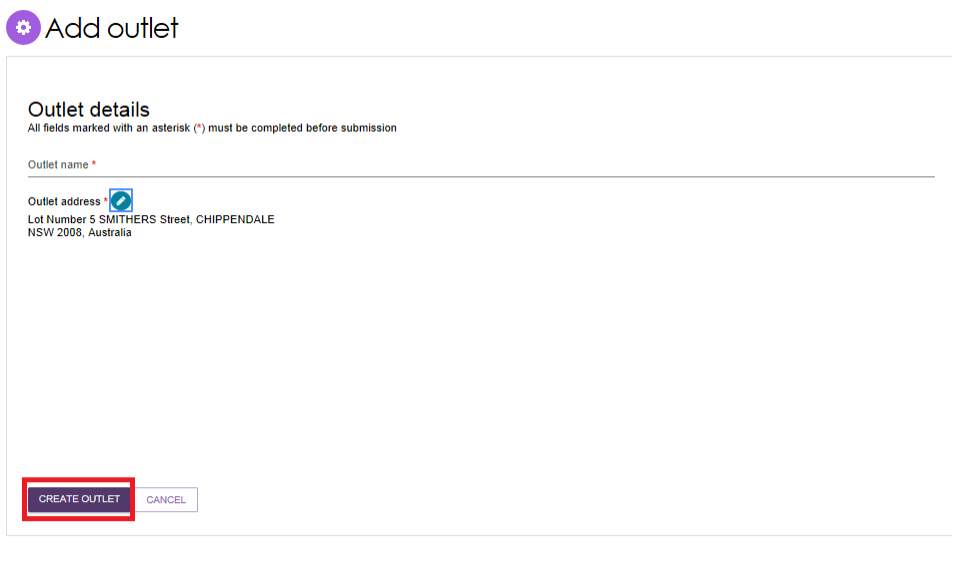 Add outlet
Outlet details
All fields marked with an asterisk (*) must be completed before submission
Outlet name *
Outlet address *
Lot Number 5 SMITHERS Street, CHIPPENDALE
NSW 2008, Australia
CREATE OUTLET CANCEL